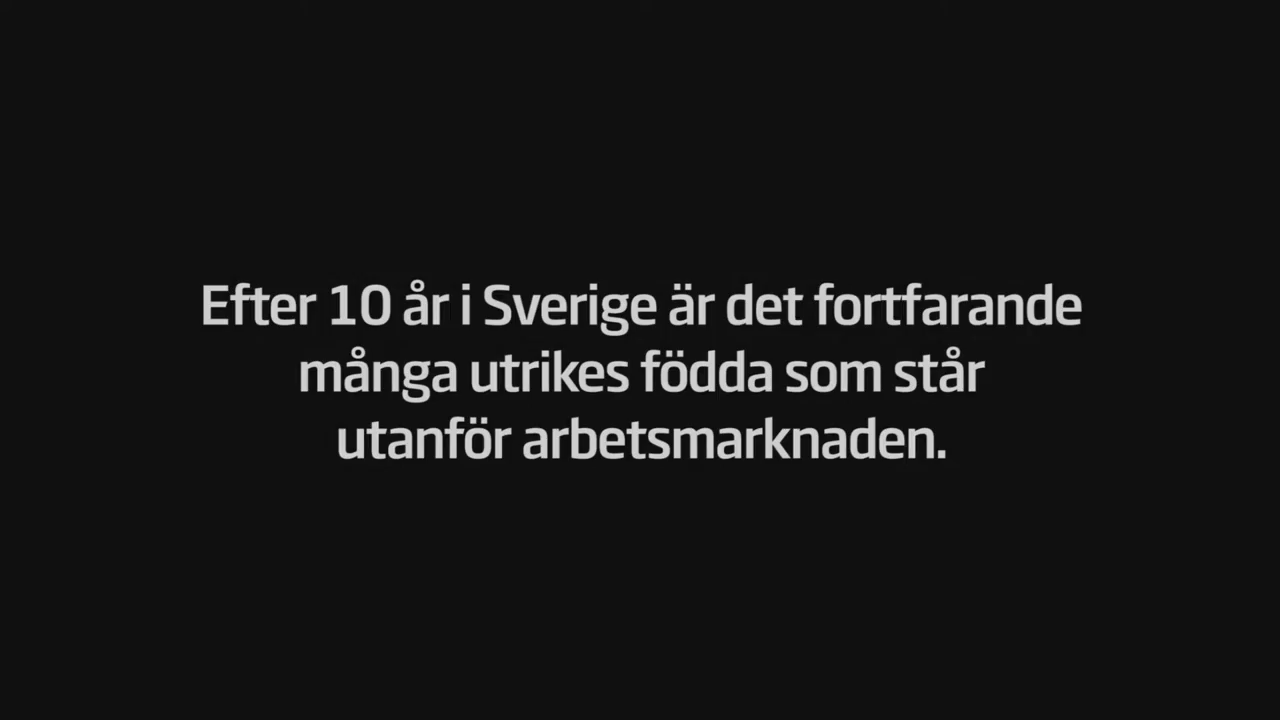 Efter 10 år i Sverige är det fortfarande
många utrikes födda som står
utanför arbetsmarknaden.